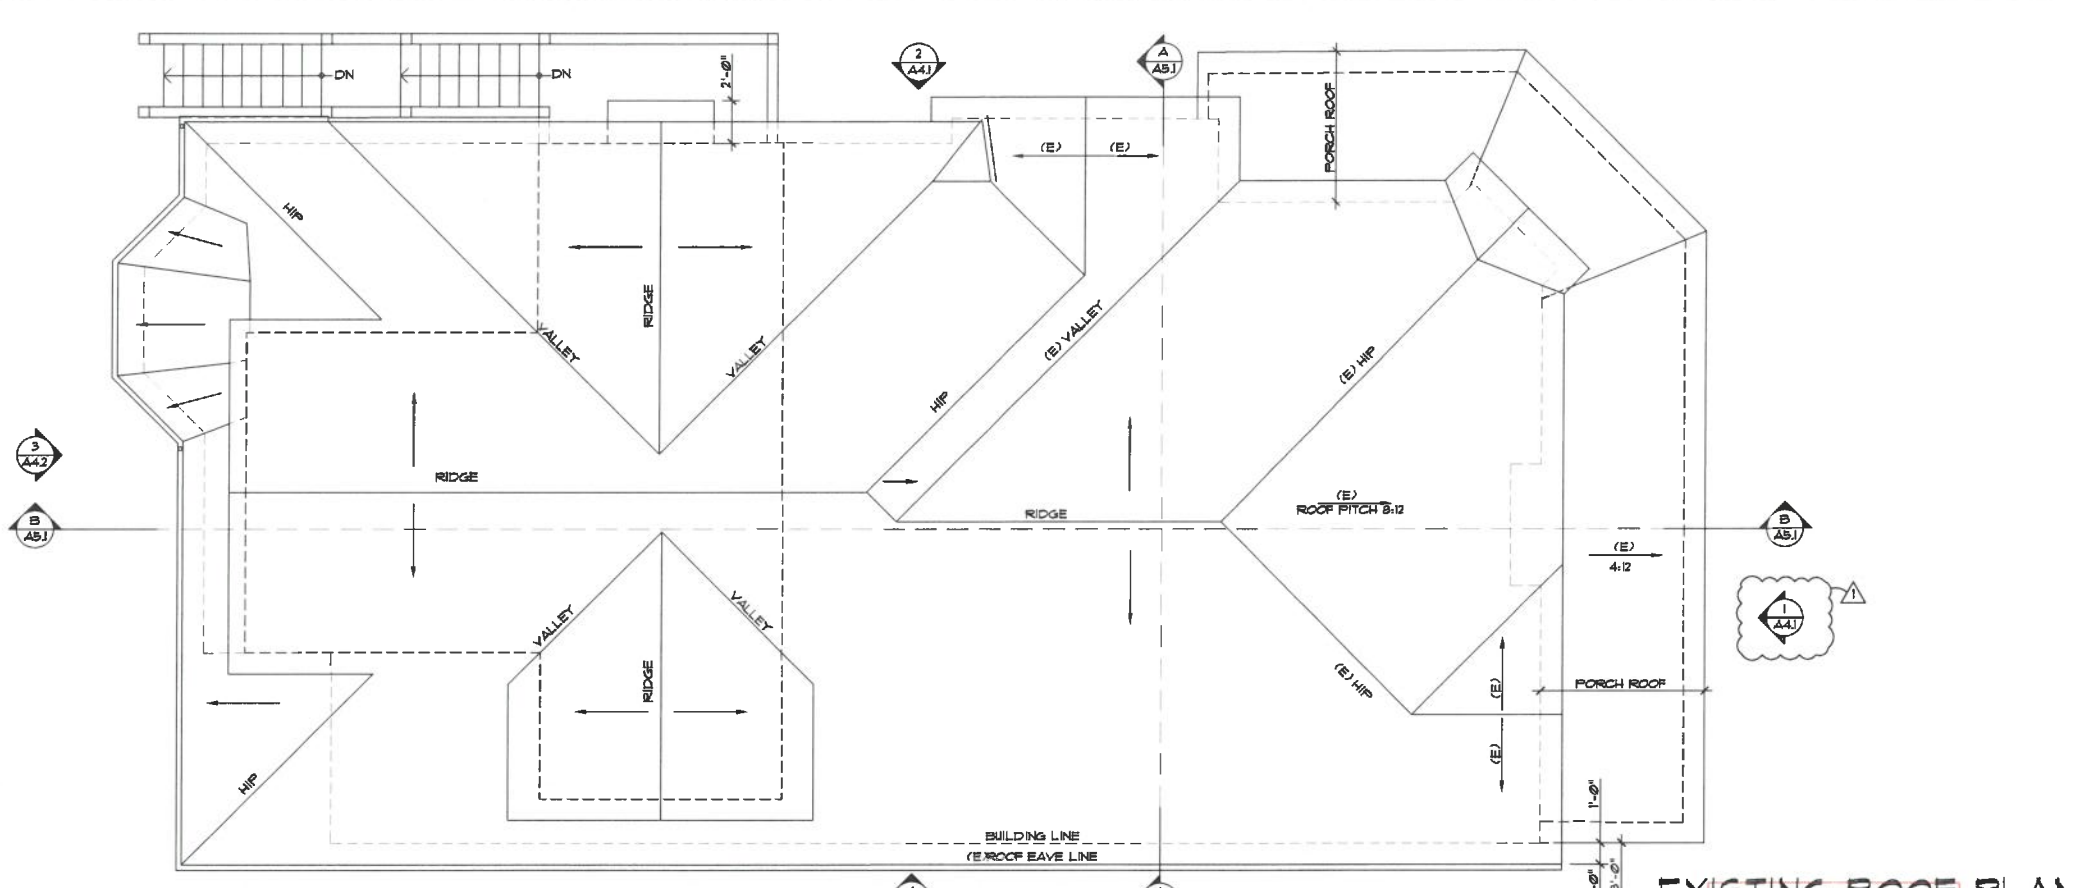 2
A4.1
A
A5.1
DN
DN
2'-0"
PORCH ROOF
(E)
(E)
HIP
RIDGE
VALLEY
VALLEY
(E) VALLEY
(E) HIP
HIP
3
A4.2
RIDGE
(E)
ROOF PITCH 8:12
RIDGE
B
A5.1
B
A5.1
(E)
4:12
1
A4.1
1
VALLEY
VALLEY
RIDGE
(E) HIP
(E)
PORCH ROOF
(E)
HIP
1'-0"
BUILDING LINE
(E)ROOF EAVE LINE